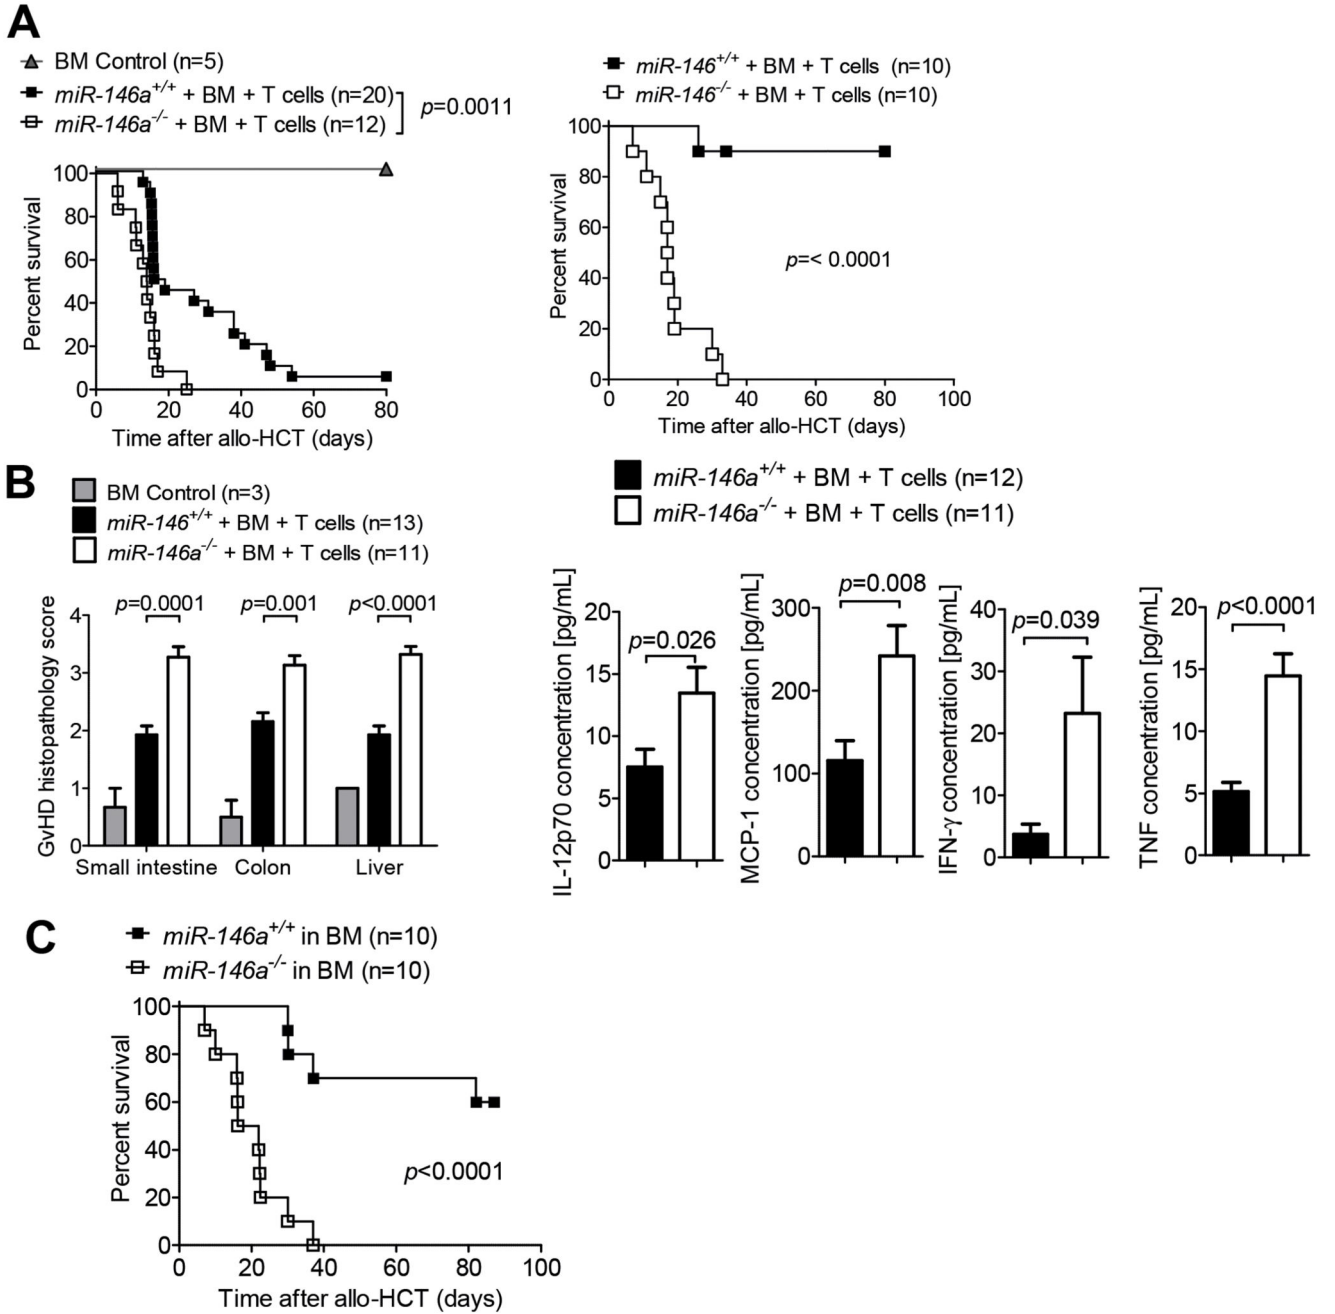 A
BM Control (n=5)
miR-146a+/+ + BM + T cells (n=20)
miR-146a-/- + BM + T cells (n=12)
p=0.0011
Percent survival
100
80
60
40
20
0
0 20 40 60 80
Time after allo-HCT (days)
miR-146+/+ + BM + T cells (n=10)
miR-146-/- + BM + T cells (n=10)
Percent survival
100
80
60
40
20
0
p=< 0.0001
0 20 40 60 80 100
Time after allo-HCT (days)
B
BM Control (n=3)
miR-146+/+ + BM + T cells (n=13)
miR-146a-/- + BM + T cells (n=11)
GvHD histopathology score
4
3
2
1
0
p=0.0001 p=0.001 p<0.0001
Small intestine Colon Liver
miR-146a+/+ + BM + T cells (n=12)
miR-146a-/- + BM + T cells (n=11)
IL-12p70 concentration [pg/mL]
20
15
10
5
0
p=0.026
MCP-1 concentration [pg/mL]
300
200
100
0
p=0.008
IFN-γ concentration [pg/mL]
40
30
20
10
0
p=0.039
TNF concentration [pg/mL]
20
15
10
5
0
p<0.0001
C
miR-146a+/+ in BM (n=10)
miR-146a-/- in BM (n=10)
Percent survival
100
80
60
40
20
0
p<0.0001
0 20 40 60 80 100
Time after allo-HCT (days)